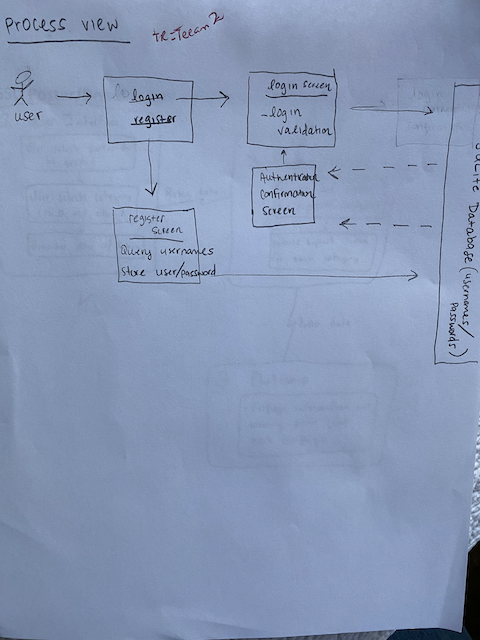 Process view
TR-Team 2
user
login
register
login screen
-login
validation
Authentication
Confirmation
Screen
register
screen
Query usernames
Store user/password
SQLite Database (usernames/
passwords)